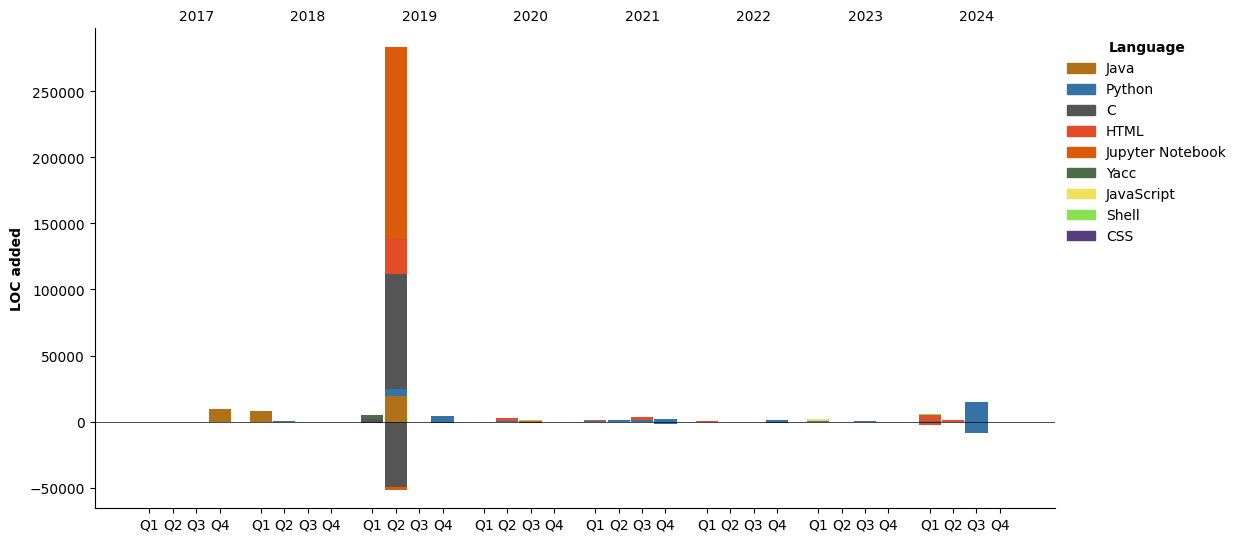 2017 2018 2019 2020 2021 2022 2023 2024
Language
Java
Python
C
HTML
Jupyter Notebook
Yacc
JavaScript
Shell
CSS
LOC added
250000
200000
150000
100000
50000
0
−50000
Q1 Q2 Q3 Q4 Q1 Q2 Q3 Q4 Q1 Q2 Q3 Q4 Q1 Q2 Q3 Q4 Q1 Q2 Q3 Q4 Q1 Q2 Q3 Q4 Q1 Q2 Q3 Q4 Q1 Q2 Q3 Q4